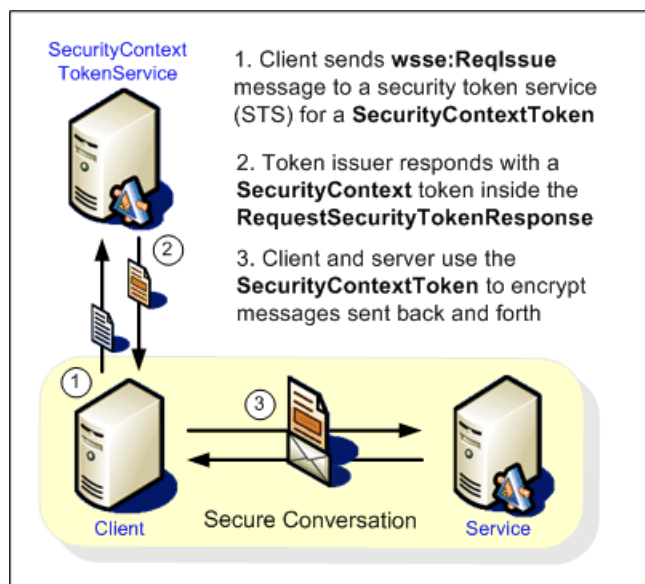 SecurityContext
TokenService
1. Client sends wsse:ReqIssue
message to a security token service
(STS) for a SecurityContextToken
2. Token issuer responds with a
SecurityContext token inside the
RequestSecurityTokenResponse
3. Client and server use the
SecurityContextToken to encrypt
messages sent back and forth
2
1
3
Client
Secure Conversation
Service